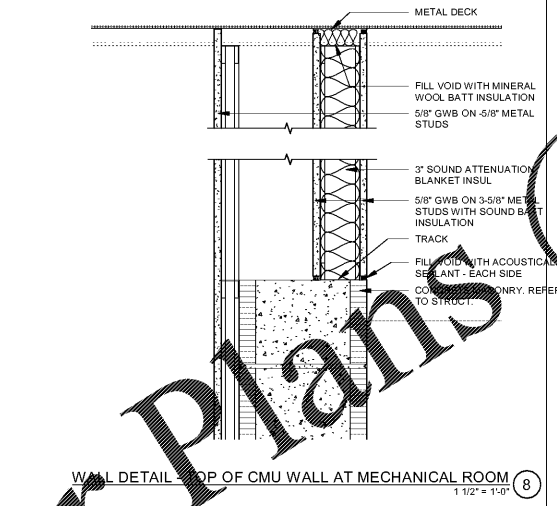 METAL DECK
FILL VOID WITH MINERAL
WOOL BATT INSULATION
5/8" GWB ON -5/8" METAL
STUDS
3" SOUND ATTENUATION
BLANKET INSUL
5/8" GWB ON 3-5/8" METAL
STUDS WITH SOUND BATT
INSULATION
TRACK
FILL VOID WITH ACOUSTICAL
SEALANT - EACH SIDE
CONCRETE MASONRY. REFER
TO STRUCT.
Plans
WALL DETAIL - TOP OF CMU WALL AT MECHANICAL ROOM
8
1 1/2" = 1'-0"